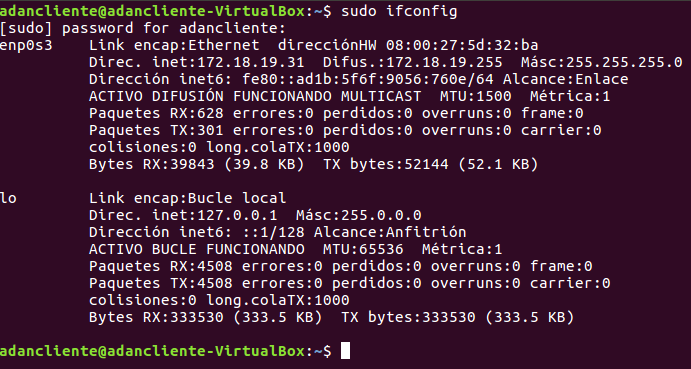 adancliente@adancliente-VirtualBox:~$ sudo ifconfig
[sudo] password for adancliente:
enp0s3    Link encap:Ethernet  direcciónHW 08:00:27:5d:32:ba
          Direc. inet:172.18.19.31  Difus.:172.18.19.255  Másc:255.255.255.0
          Dirección inet6: fe80::ad1b:5f6f:9056:760e/64 Alcance:Enlace
          ACTIVO DIFUSIÓN FUNCIONANDO MULTICAST  MTU:1500  Métrica:1
          Paquetes RX:628 errores:0 perdidos:0 overruns:0 frame:0
          Paquetes TX:301 errores:0 perdidos:0 overruns:0 carrier:0
          colisiones:0 long.colaTX:1000
          Bytes RX:39843 (39.8 KB)  TX bytes:52144 (52.1 KB)

lo        Link encap:Bucle local
          Direc. inet:127.0.0.1  Másc:255.0.0.0
          Dirección inet6: ::1/128 Alcance:Anfitrión
          ACTIVO BUCLE FUNCIONANDO  MTU:65536  Métrica:1
          Paquetes RX:4508 errores:0 perdidos:0 overruns:0 frame:0
          Paquetes TX:4508 errores:0 perdidos:0 overruns:0 carrier:0
          colisiones:0 long.colaTX:1000
          Bytes RX:333530 (333.5 KB)  TX bytes:333530 (333.5 KB)

adancliente@adancliente-VirtualBox:~$